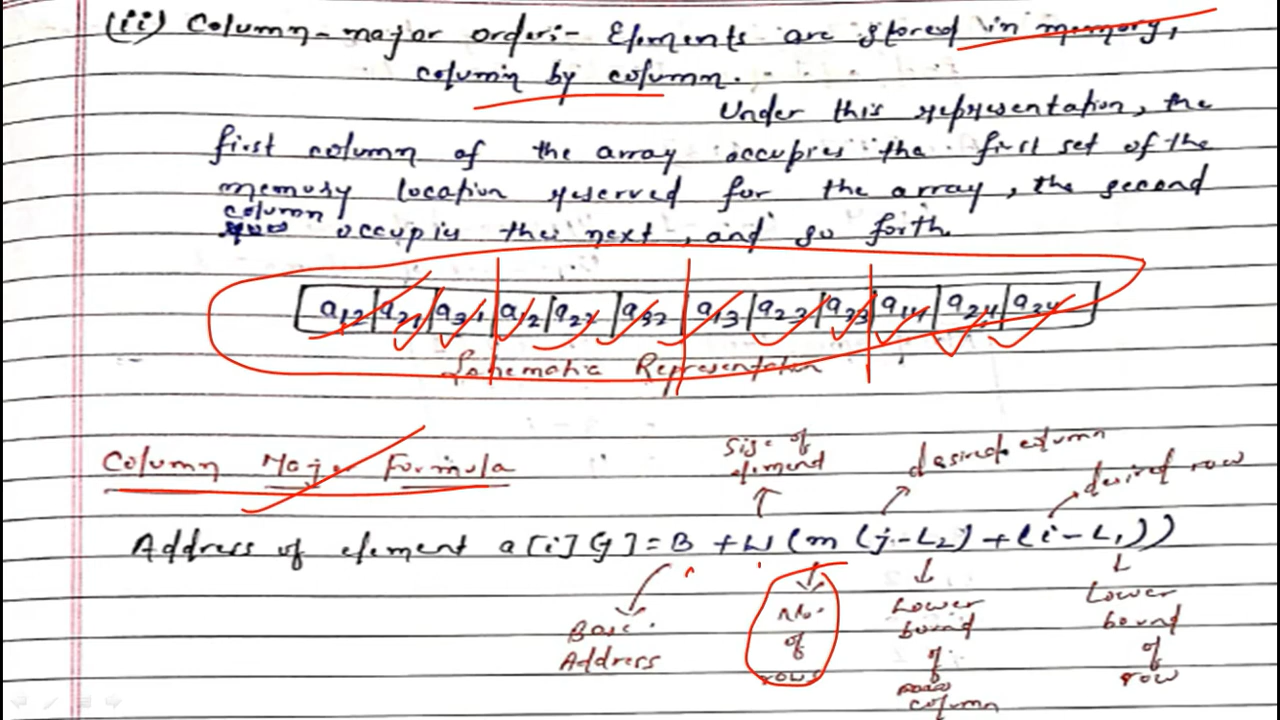 (ii) Column-major order:- Elements are stored in memory,
column by column.
Under this representation, the
first column of the array occupies the first set of the
memory location reserved for the array, the second
column
occupies the next, and so forth.
a12 a21 a31 a12 a22 a32 a13 a23 a33 a14 a24 a34
Schematic Representation
Column Major Formula
Size of
element
desired column
desired row
Address of element a[i][j] = B + W (m (j-L2) + (i-L1))
Base
Address
No.
of
rows
Lower
bound
of
column
Lower
bound
of
row